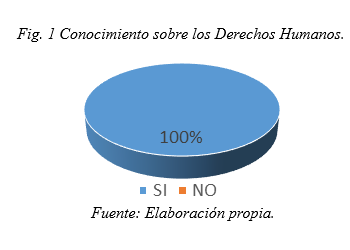 Fig. 1 Conocimiento sobre los Derechos Humanos.
100%
SI NO
Fuente: Elaboración propia.